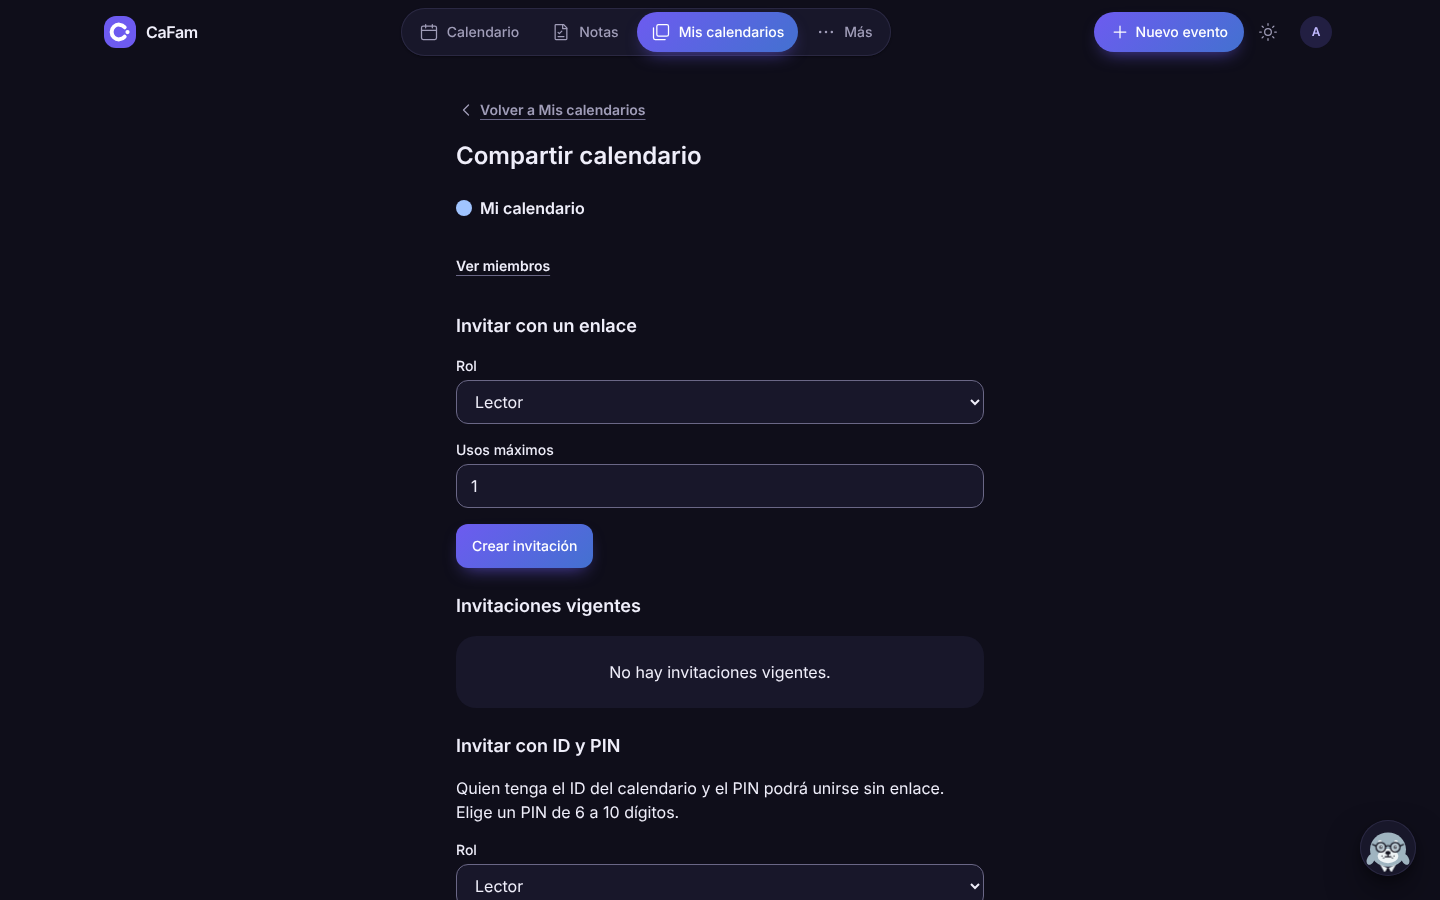 CaFam
Calendario
Notas
Mis calendarios
Más
Nuevo evento
A
Volver a Mis calendarios
Compartir calendario
Mi calendario
Ver miembros
Invitar con un enlace
Rol
Lector
Usos máximos
1
Crear invitación
Invitaciones vigentes
No hay invitaciones vigentes.
Invitar con ID y PIN
Quien tenga el ID del calendario y el PIN podrá unirse sin enlace.
Elige un PIN de 6 a 10 dígitos.
Rol
Lector